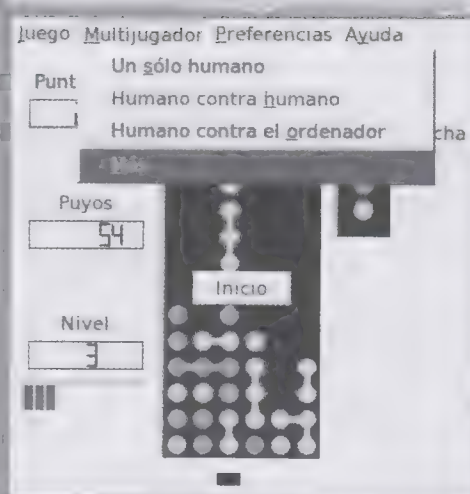 Juego Multijugador Preferencias Ayuda
Un sólo humano
Punt
Humano contra humano
Humano contra el ordenador
cha
Puyos
54
Inicio
Nivel
3